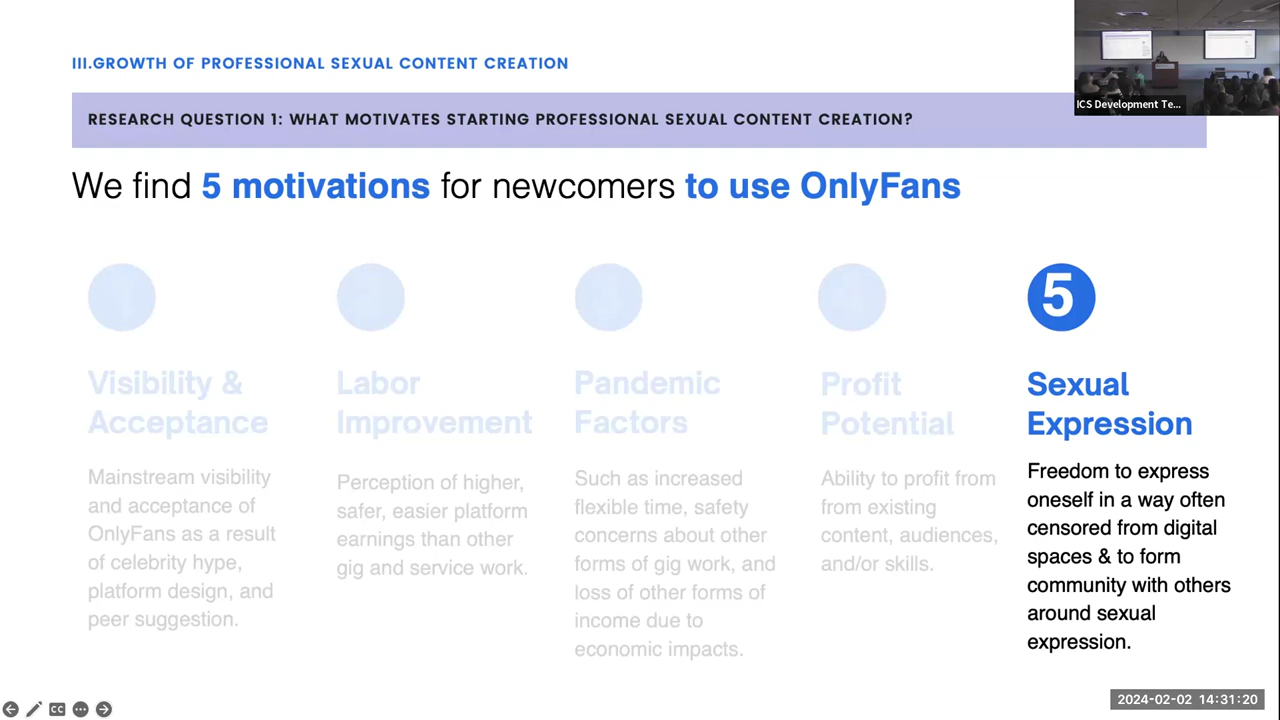 III.GROWTH OF PROFESSIONAL SEXUAL CONTENT CREATION
ICS Development Te...
RESEARCH QUESTION 1: WHAT MOTIVATES STARTING PROFESSIONAL SEXUAL CONTENT CREATION?
We find 5 motivations for newcomers to use OnlyFans
Visibility &
Acceptance
Mainstream visibility
and acceptance of
OnlyFans as a result
of celebrity hype,
platform design, and
peer suggestion.
Labor
Improvement
Perception of higher,
safer, easier platform
earnings than other
gig and service work.
Pandemic
Factors
Such as increased
flexible time, safety
concerns about other
forms of gig work, and
loss of other forms of
income due to
economic impacts.
Profit
Potential
Ability to profit from
from existing
content, audiences,
and/or skills.
5
Sexual
Expression
Freedom to express
oneself in a way often
censored from digital
spaces & to form
community with others
around sexual
expression.
CC
2024-02-02 14:31:20